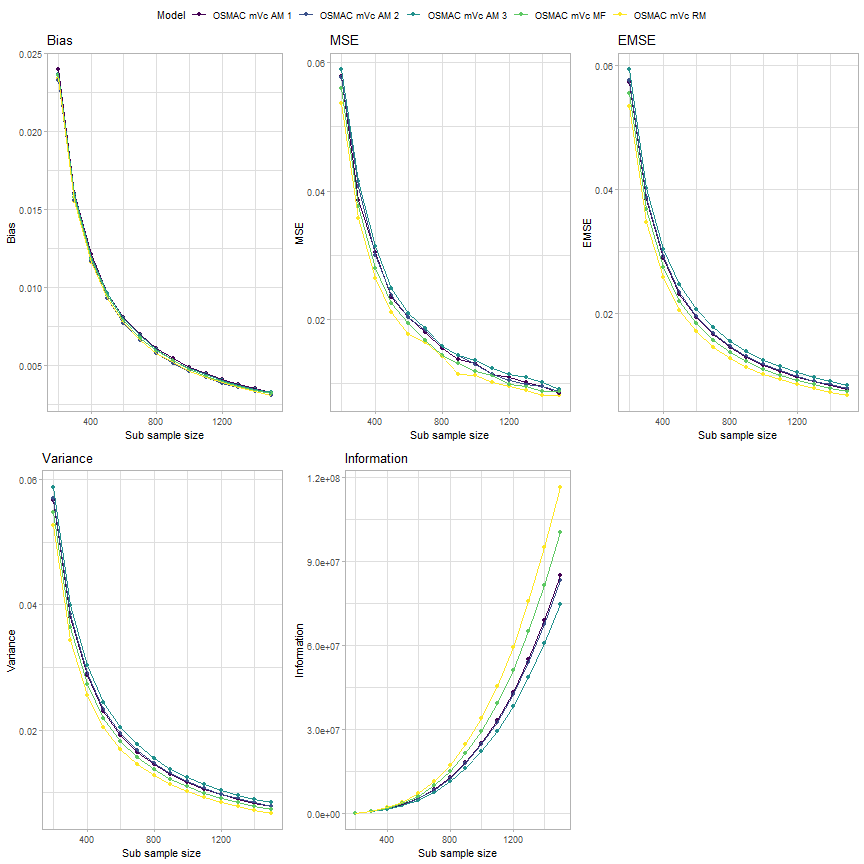 Model OSMAC mVc AM 1 OSMAC mVc AM 2 OSMAC mVc AM 3 OSMAC mVc MF OSMAC mVc RM
Bias
0.025
0.020
0.015
0.010
0.005
Bias
400 800 1200
Sub sample size
MSE
0.06
0.04
0.02
MSE
400 800 1200
Sub sample size
EMSE
0.06
0.04
0.02
EMSE
400 800 1200
Sub sample size
Variance
0.06
0.04
0.02
Variance
400 800 1200
Sub sample size
Information
1.2e+08
9.0e+07
6.0e+07
3.0e+07
0.0e+00
Information
400 800 1200
Sub sample size